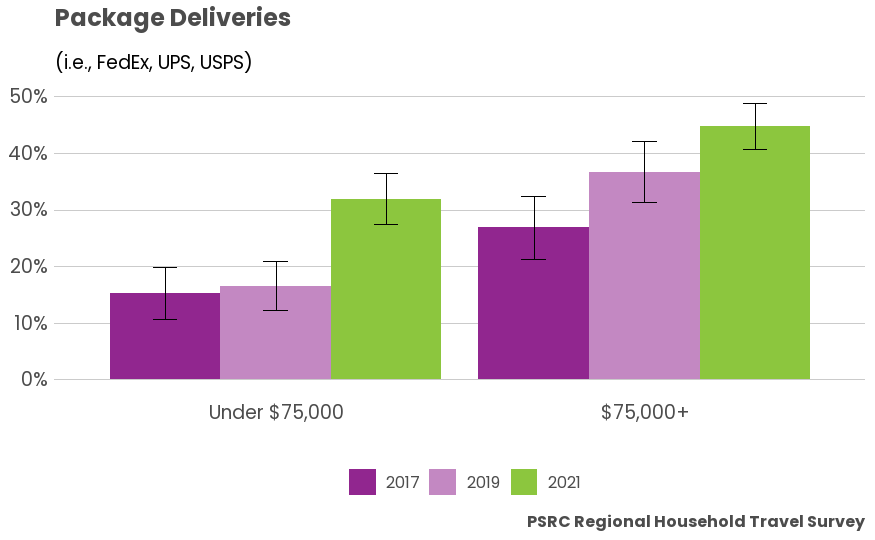 Package Deliveries
(i.e., FedEx, UPS, USPS)
50%
40%
30%
20%
10%
0%
Under $75,000 $75,000+
2017 2019 2021
PSRC Regional Household Travel Survey